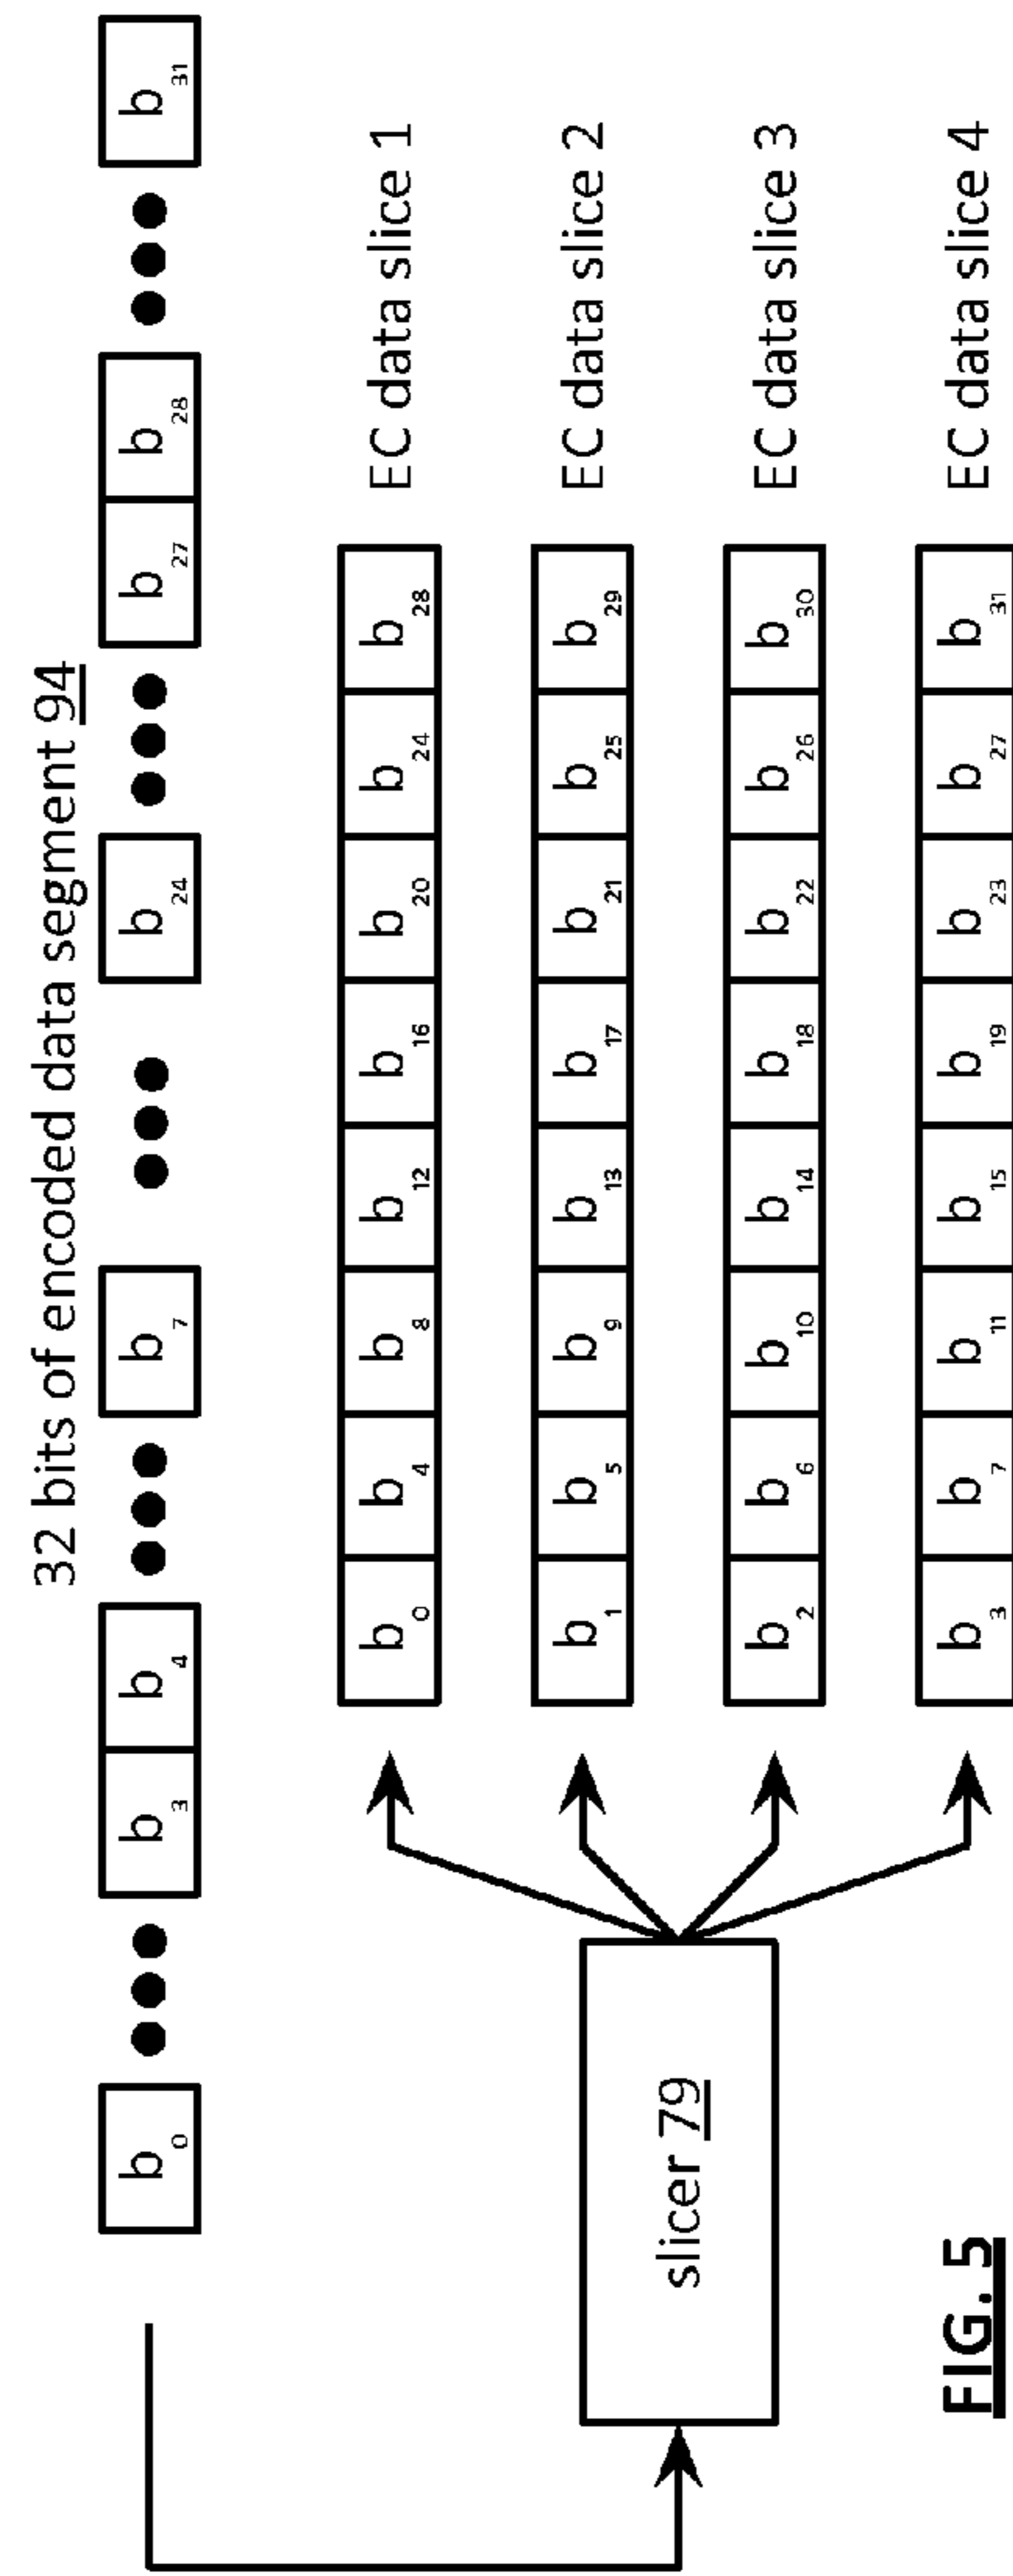 32 bits of encoded data segment 94
b0 ●●● b3 b4 ●●● b7 ●●● b24 ●●● b27 b28 ●●● b31
b0 b4 b8 b12 b16 b20 b24 b28 EC data slice 1
b1 b5 b9 b13 b17 b21 b25 b29 EC data slice 2
slicer 79
b2 b6 b10 b14 b18 b22 b26 b30 EC data slice 3
b3 b7 b11 b15 b19 b23 b27 b31 EC data slice 4
FIG. 5